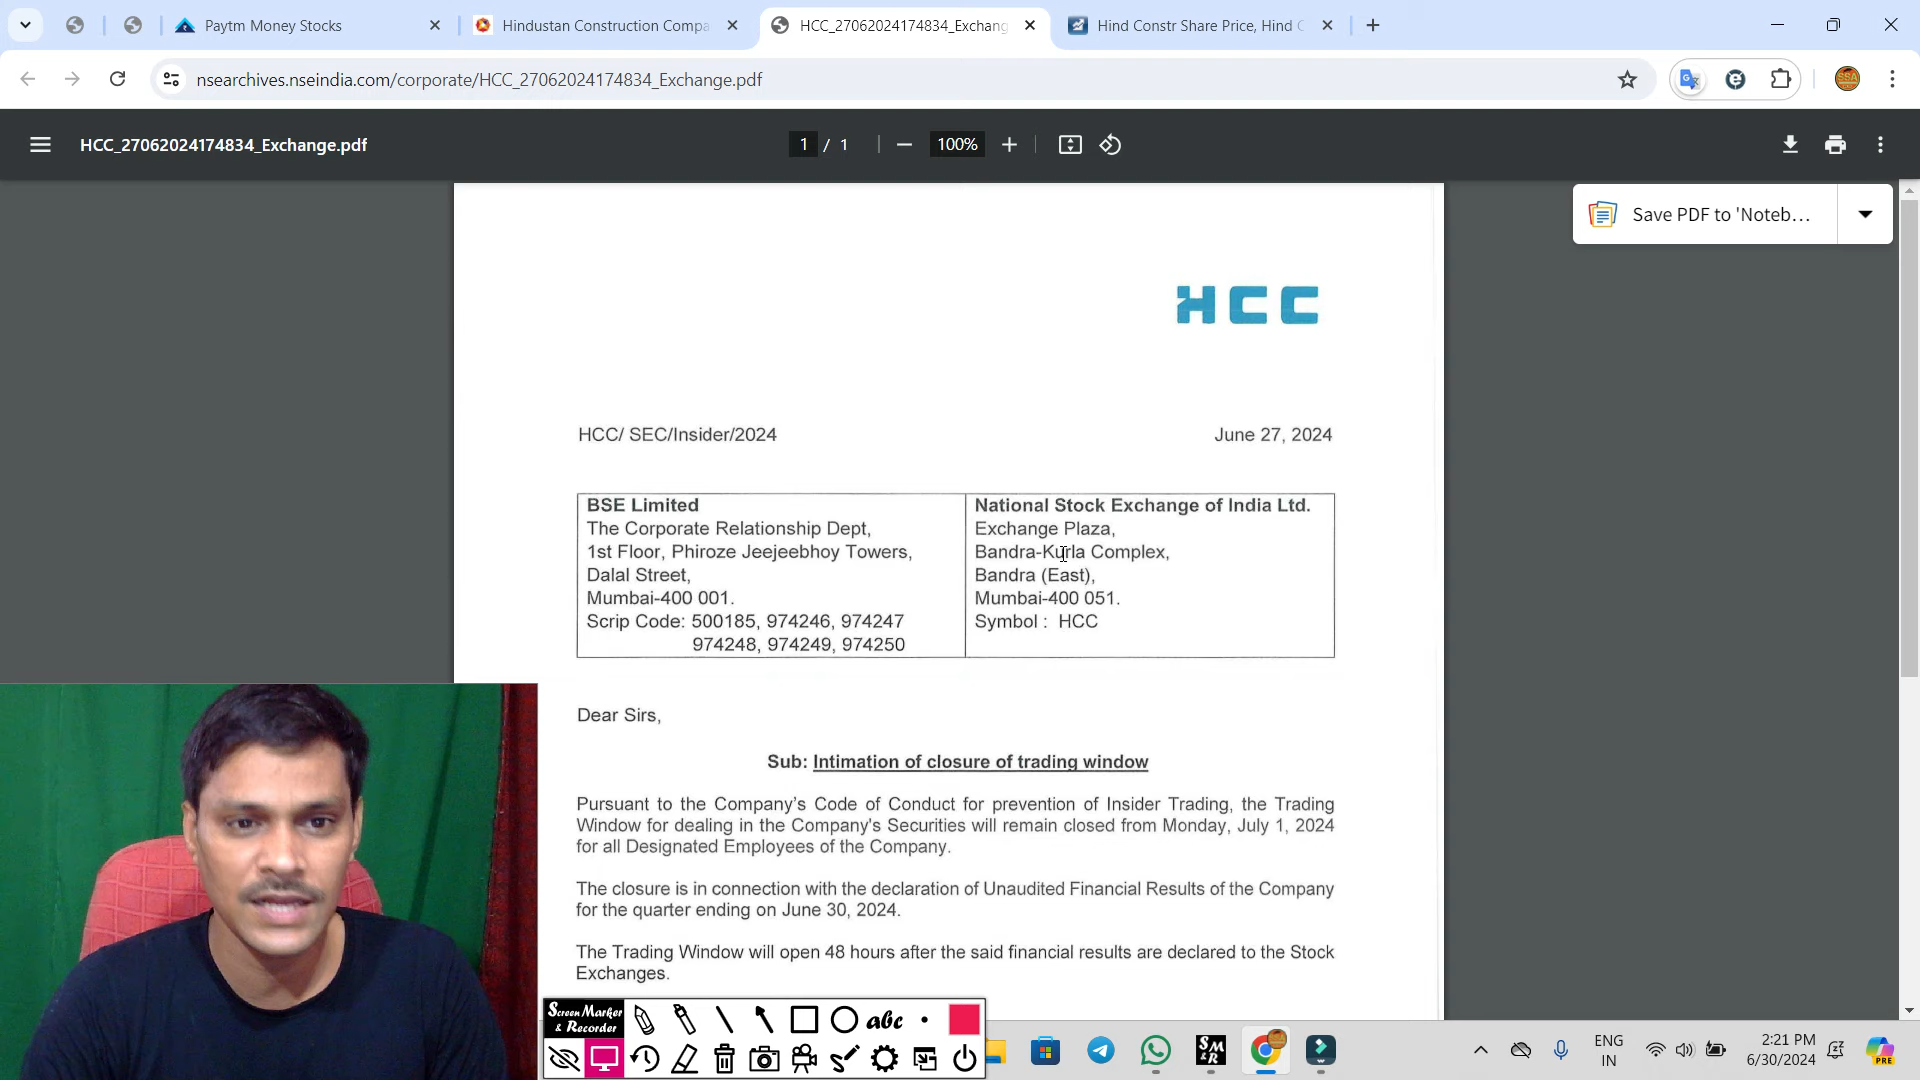 Paytm Money Stocks
Hindustan Construction Compa
HCC_27062024174834_Exchang
Hind Constr Share Price, Hind C
nsearchives.nseindia.com/corporate/HCC_27062024174834_Exchange.pdf
HCC_27062024174834_Exchange.pdf
1 / 1
100%
Save PDF to 'Noteb...
HCC
HCC/ SEC/Insider/2024
June 27, 2024
BSE Limited
The Corporate Relationship Dept,
1st Floor, Phiroze Jeejeebhoy Towers,
Dalal Street,
Mumbai-400 001.
Scrip Code: 500185, 974246, 974247
974248, 974249, 974250
National Stock Exchange of India Ltd.
Exchange Plaza,
Bandra-Kurla Complex,
Bandra (East),
Mumbai-400 051.
Symbol : HCC
Dear Sirs,
Sub: Intimation of closure of trading window
Pursuant to the Company's Code of Conduct for prevention of Insider Trading, the Trading
Window for dealing in the Company's Securities will remain closed from Monday, July 1, 2024
for all Designated Employees of the Company.
The closure is in connection with the declaration of Unaudited Financial Results of the Company
for the quarter ending on June 30, 2024.
The Trading Window will open 48 hours after the said financial results are declared to the Stock
Exchanges.
Screen Marker
& Recorder
abc
SM
&R
ENG
IN
2:21 PM
6/30/2024
PRE
SSA